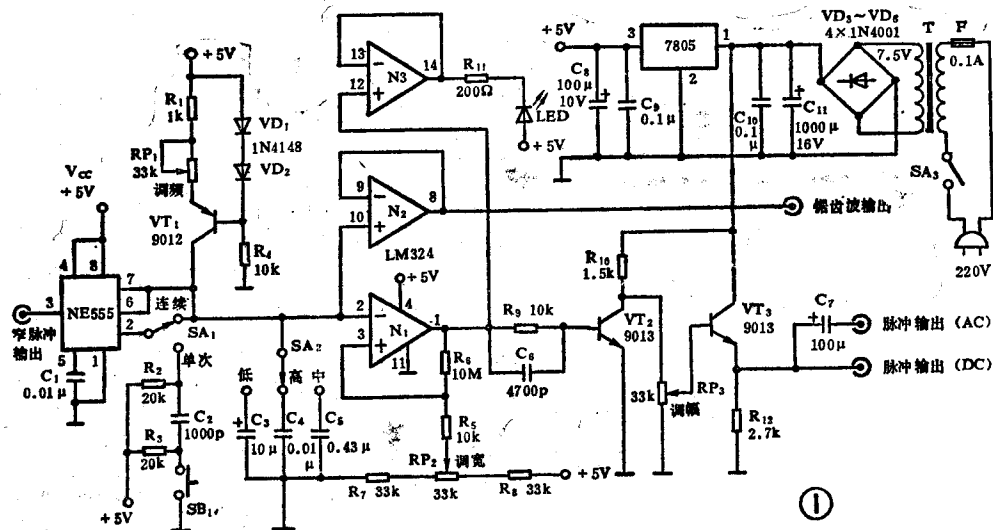 +5V
R₁
1k
RP₁
33k
调频
VD₁
1N4148
VD₂
VT₁
9012
R₄
10k
Vcc
+5V
4
8
3
NE555
7
6
2
5
1
窄脉冲
输出
C₁
0.01μ
连续
SA₁
单次
R₂
20k
C₂
1000p
R₃
20k
SB₁
+5V
13
12
14
N3
R₁₁
200Ω
LED
+5V
9
10
8
N₂
LM324
锯齿波输出
+5V
2
3
4
1
N₁
11
SA₂
低
高
中
C₃
10μ
C₄
0.01
μ
C₅
0.43μ
R₆
10M
R₅
10k
RP₂
调宽
33k
R₇ 33k
R₈ 33k
+5V
R₉ 10k
C₆
4700p
R₁₀
1.5k
VT₂
9013
VT₃
9013
33k
RP₃
调幅
R₁₂
2.7k
C₇
100μ
脉冲输出(AC)
脉冲输出(DC)
+5V
3
7805
1
2
C₈
100μ
10V
C₉
0.1μ
C₁₀
0.1
μ
C₁₁
1000μ
16V
VD₃~VD₆
4×1N4001
7.5V
T
F
0.1A
SA₃
220V
①